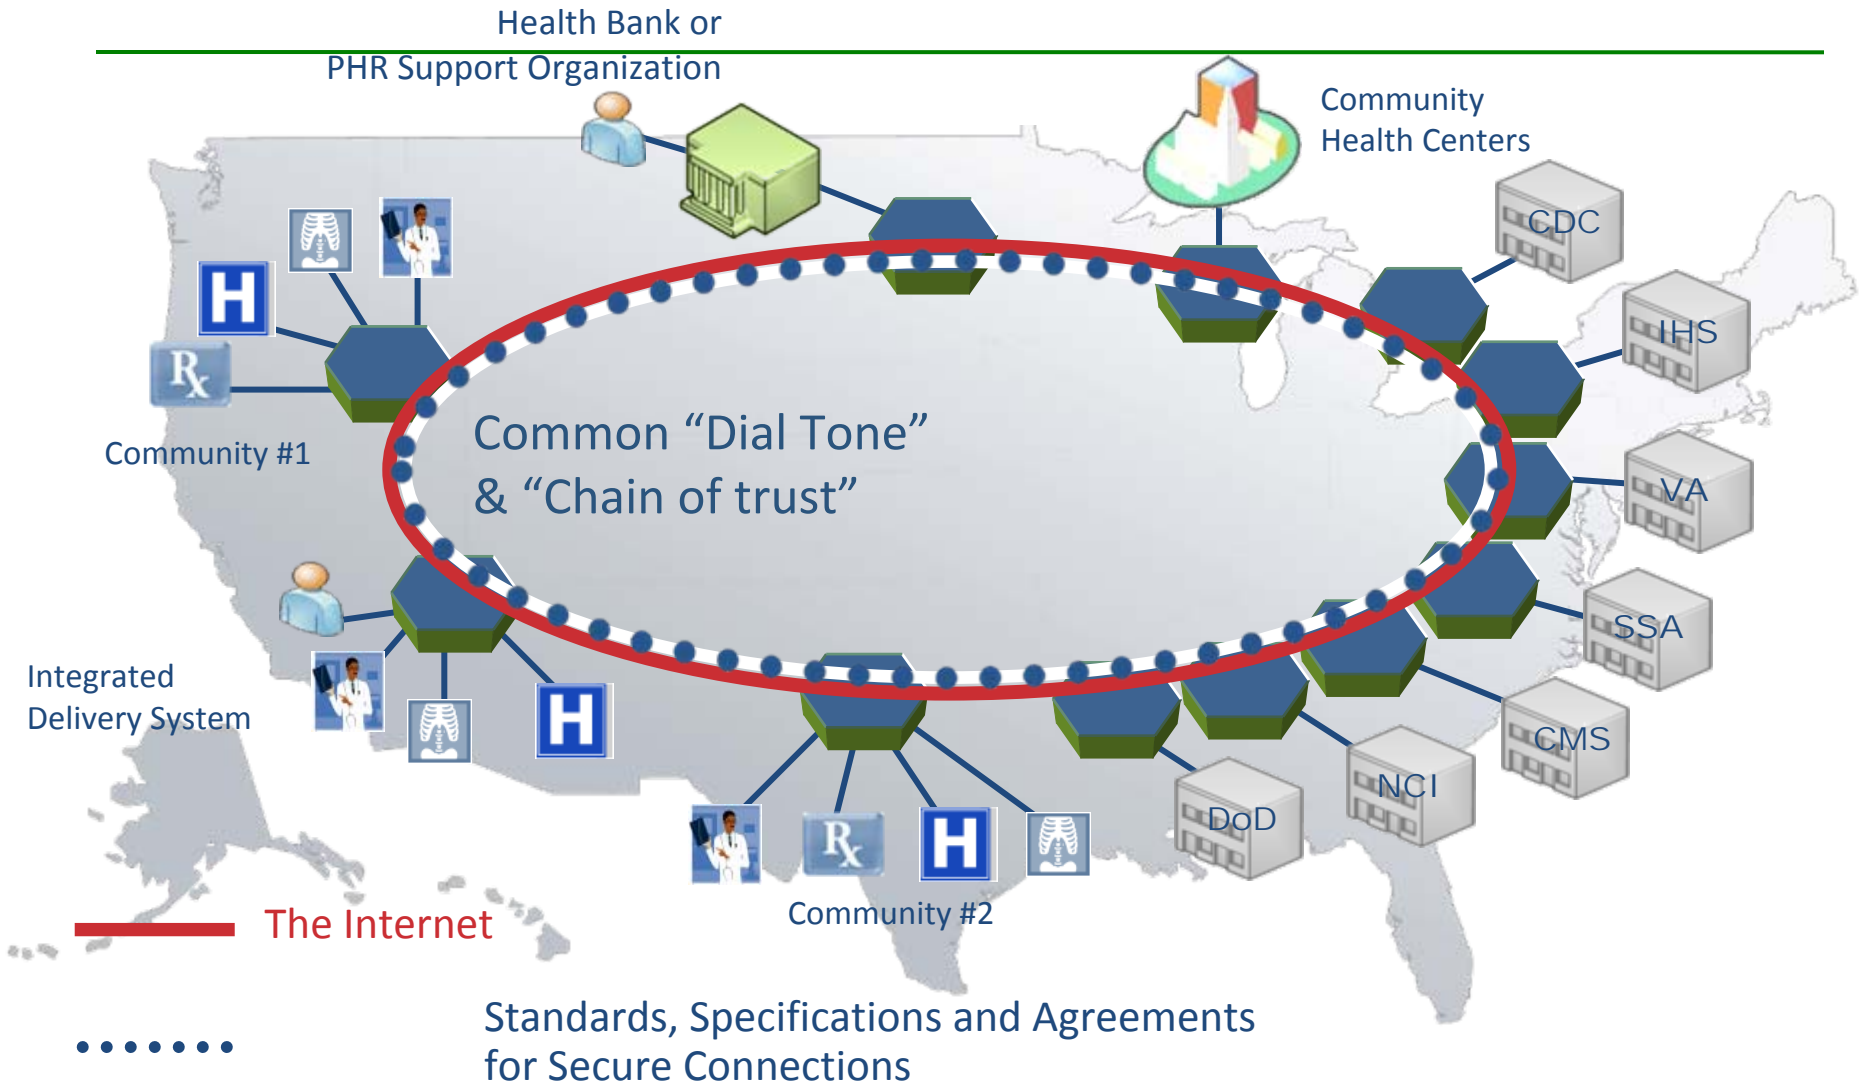 Health Bank or
PHR Support Organization
Community
Health Centers
CDC
H
IHS
Rx
Common “Dial Tone”
& “Chain of trust”
Community #1
VA
SSA
Integrated
Delivery System
H
CMS
NCI
DoD
Rx
H
Community #2
The Internet
Standards, Specifications and Agreements
for Secure Connections